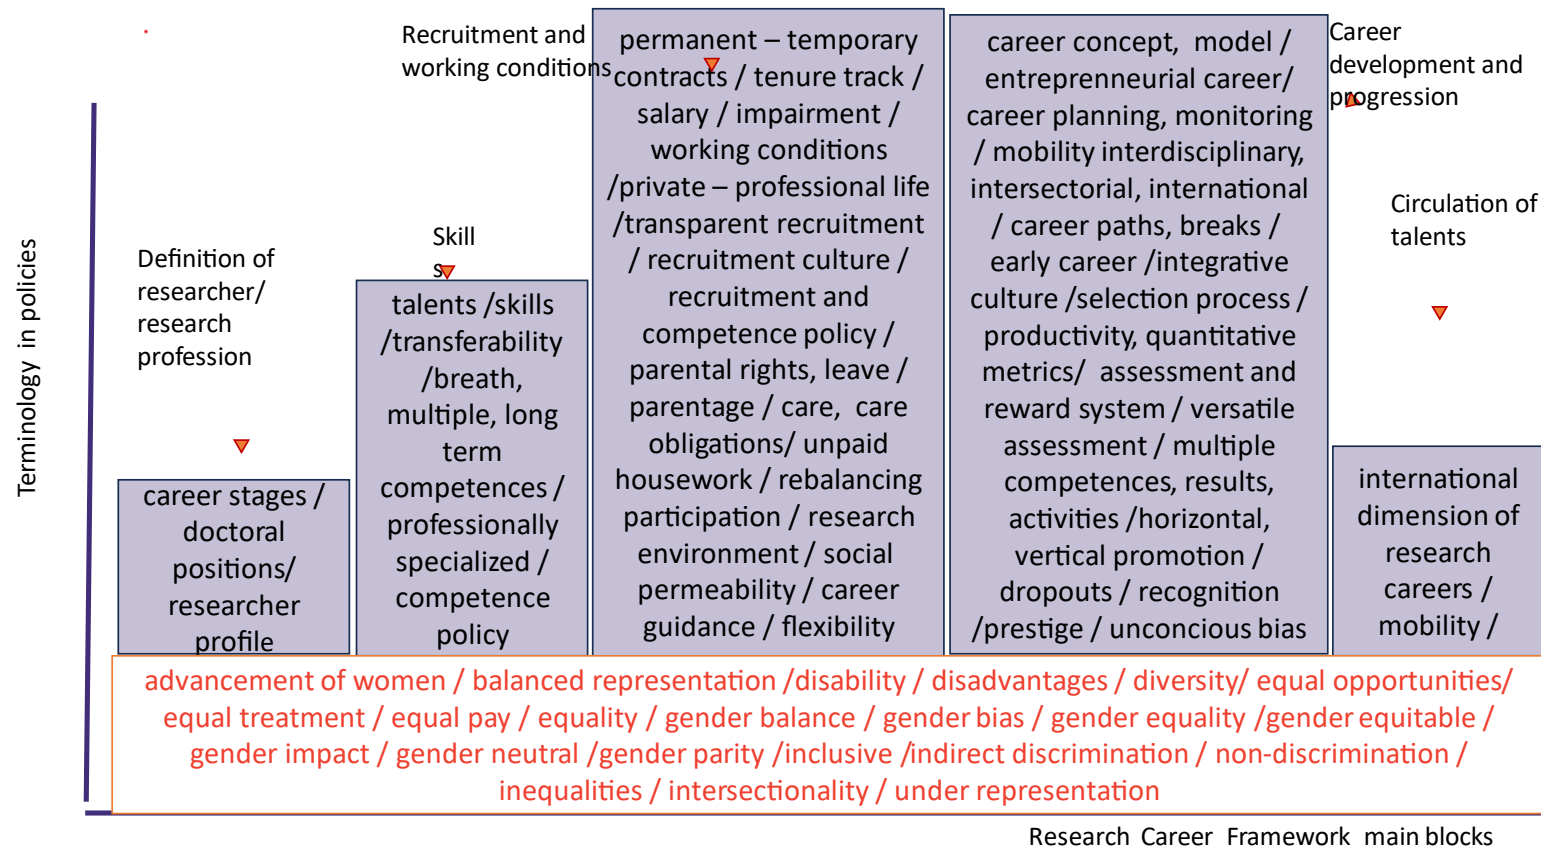 Recruitment and
working conditions
permanent – temporary
contracts / tenure track /
salary / impairment /
working conditions
/private – professional life
/transparent recruitment
/ recruitment culture /
recruitment and
competence policy /
parental rights, leave /
parentage / care, care
obligations/ unpaid
housework / rebalancing
participation / research
environment / social
permeability / career
guidance / flexibility
career concept, model /
entreprenneurial career/
career planning, monitoring
/ mobility interdisciplinary,
intersectorial, international
/ career paths, breaks /
early career /integrative
culture /selection process /
productivity, quantitative
metrics/ assessment and
reward system / versatile
assessment / multiple
competences, results,
activities /horizontal,
vertical promotion /
dropouts / recognition
/prestige / unconcious bias
Career
development and
progression
Circulation of
talents
Skill
s
Definition of
researcher/
research
profession
Terminology in policies
talents /skills
/transferability
/breath,
multiple, long
term
competences /
professionally
specialized /
competence
policy
career stages /
doctoral
positions/
researcher
profile
international
dimension of
research
careers /
mobility /
advancement of women / balanced representation /disability / disadvantages / diversity/ equal opportunities/
equal treatment / equal pay / equality / gender balance / gender bias / gender equality /gender equitable /
gender impact / gender neutral /gender parity /inclusive /indirect discrimination / non-discrimination /
inequalities / intersectionality / under representation
Research Career Framework main blocks